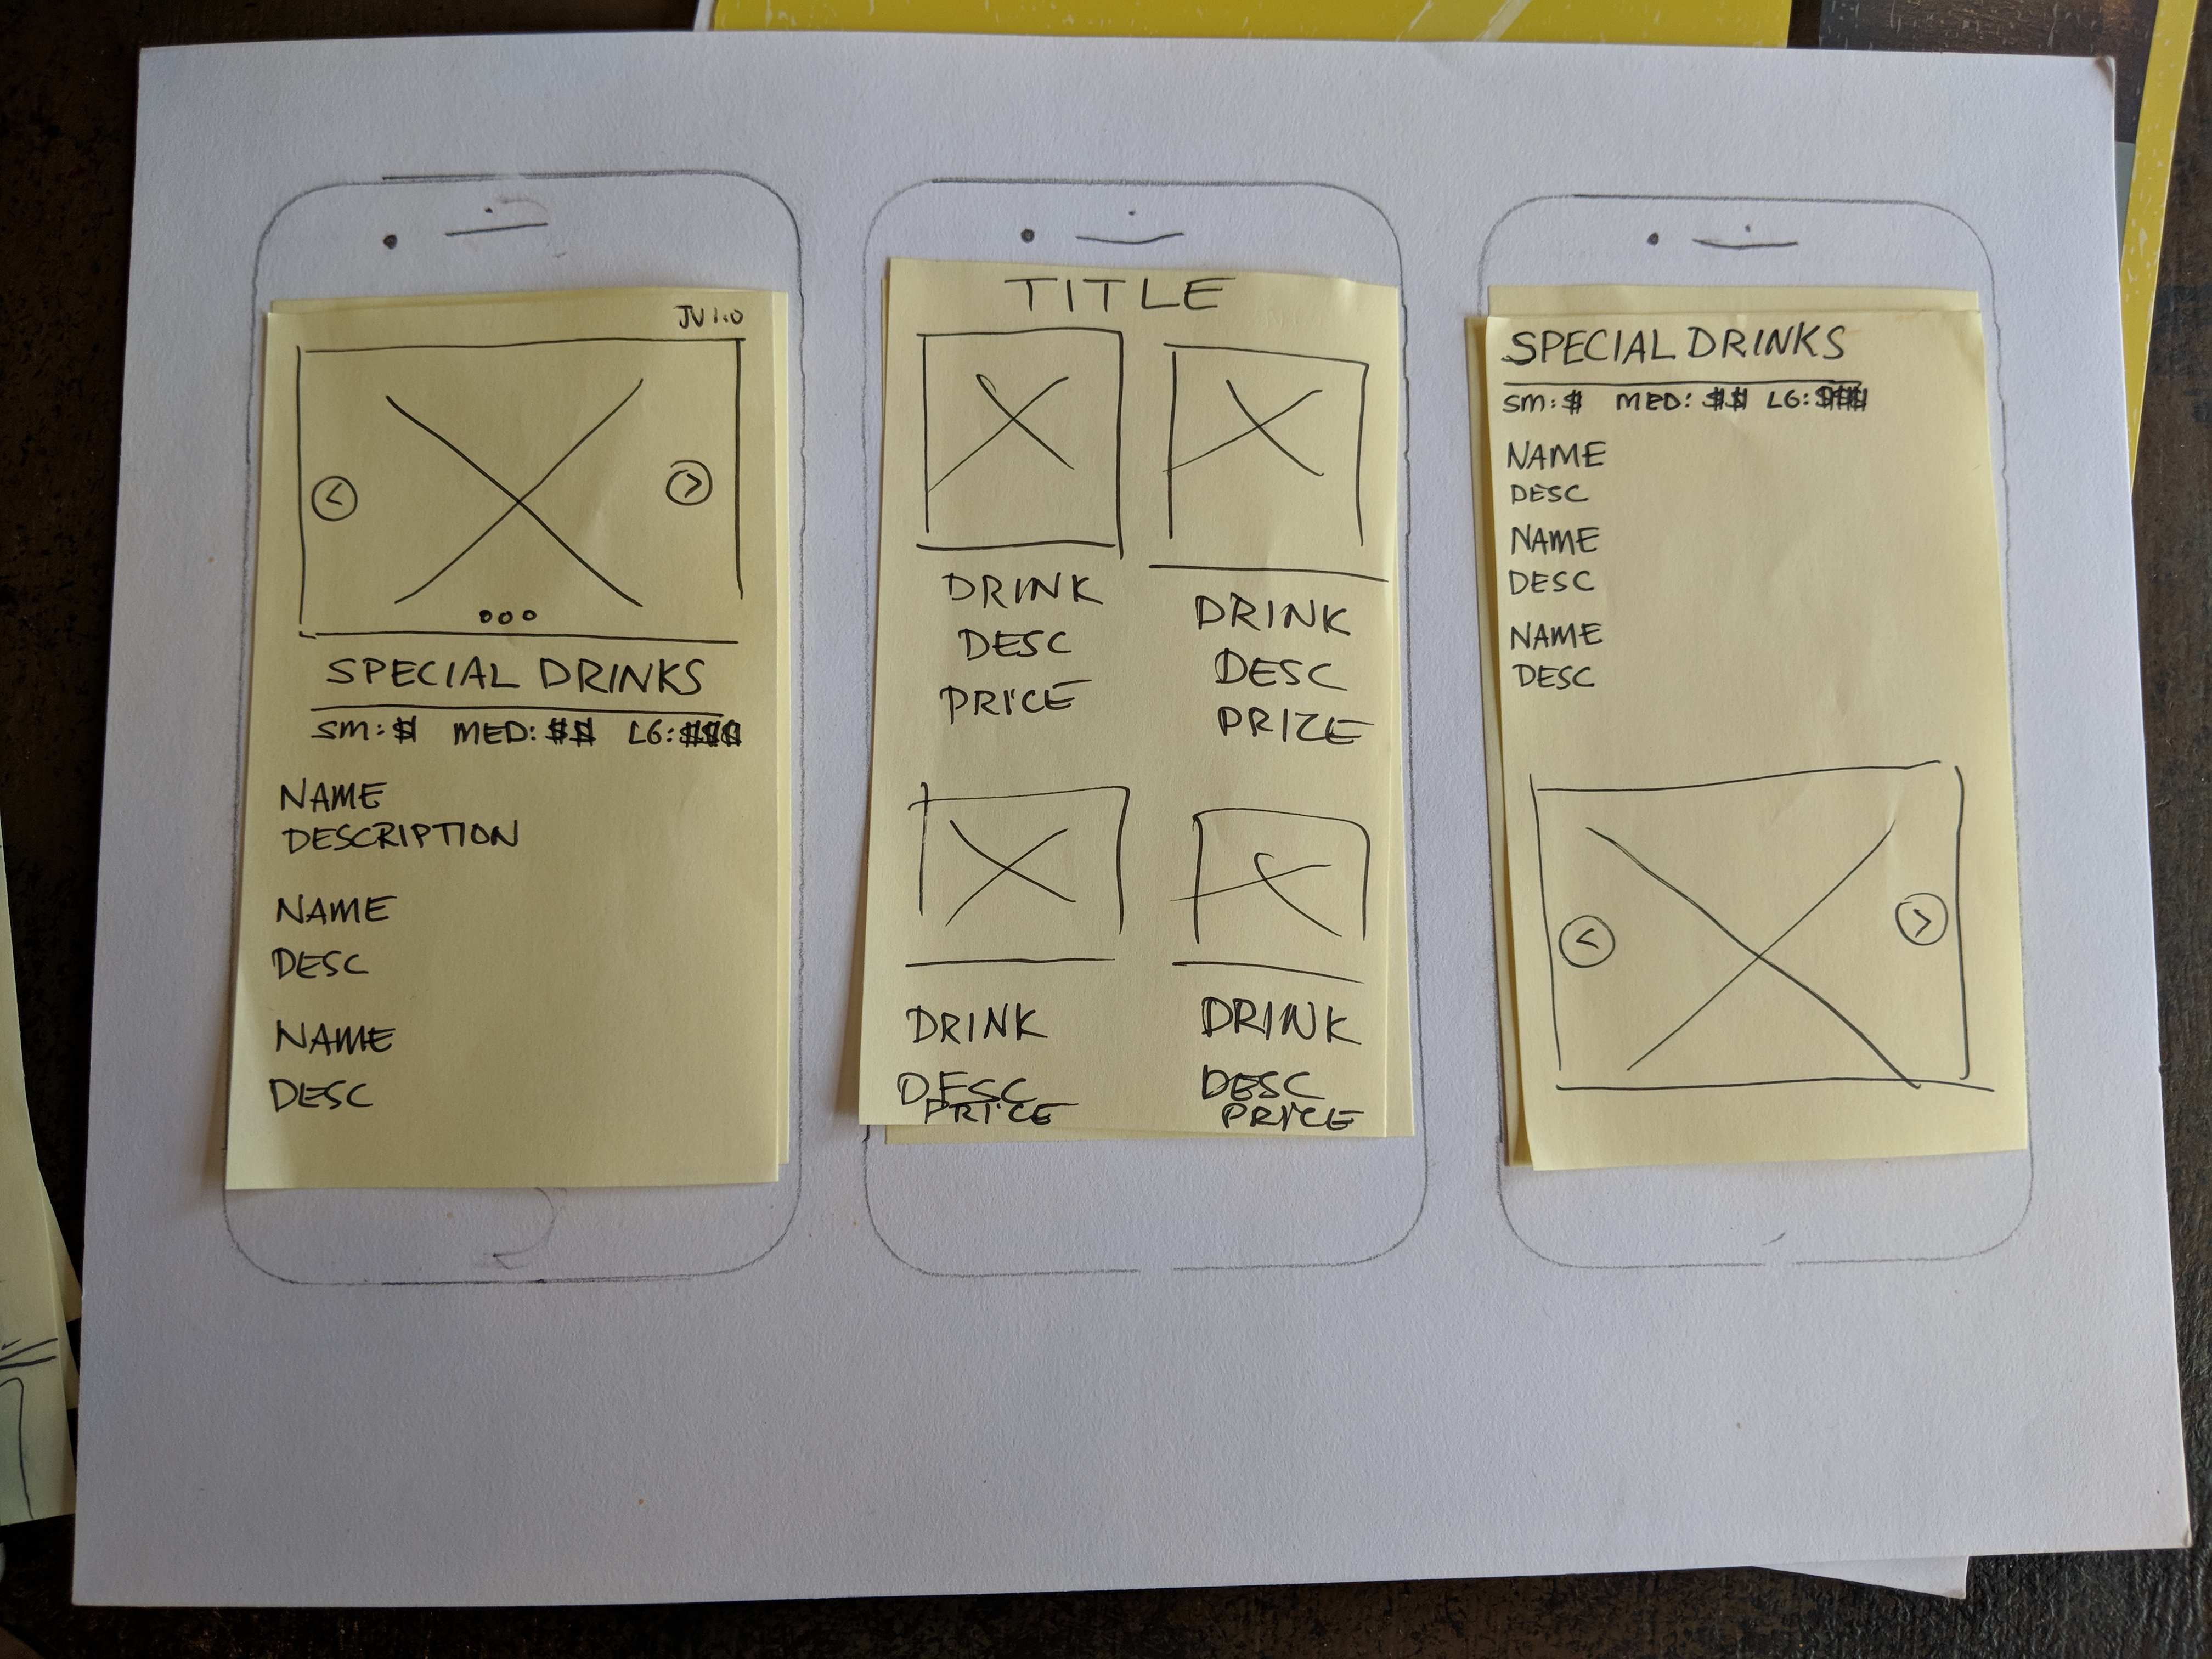 JV 1.0
<
>
SPECIAL DRINKS
SM: $ MED: $$ LG: $$$
NAME
DESCRIPTION
NAME
DESC
NAME
DESC
TITLE
DRINK
DESC
PRICE
DRINK
DESC
PRIZE
DRINK
DESC
PRICE
DRINK
DESC
PRICE
SPECIAL DRINKS
SM: $ MED: $$ LG: $$$
NAME
DESC
NAME
DESC
NAME
DESC
<
>